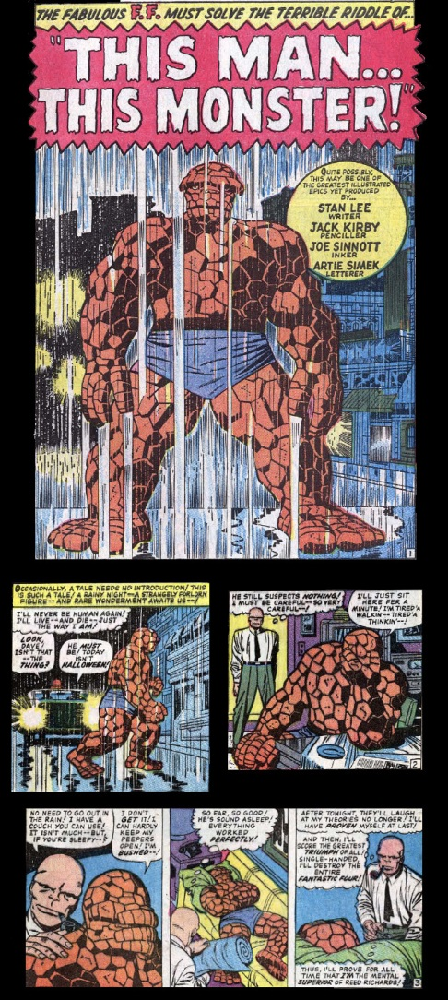 THE FABULOUS F.F. MUST SOLVE THE TERRIBLE RIDDLE OF...
"THIS MAN...
THIS MONSTER!"
QUITE POSSIBLY,
THIS MAY BE ONE OF
THE GREATEST ILLUSTRATED
EPICS YET PRODUCED
BY...
STAN LEE
WRITER
JACK KIRBY
PENCILLER
JOE SINNOTT
INKER
ARTIE SIMEK
LETTERER
1
OCCASIONALLY, A TALE NEEDS NO INTRODUCTION! THIS
IS SUCH A TALE! A RAINY NIGHT--A STRANGELY FORLORN
FIGURE-- AND RARE WONDERMENT AWAITS US--!
I'LL NEVER BE HUMAN AGAIN!
I'LL LIVE--AND DIE--JUST
THE WAY I AM!
LOOK
DAVE!
ISN'T THAT
--THE
THING?
HE MUST
BE! TODAY
ISN'T
HALLOWEEN!
HE STILL SUSPECTS NOTHING!
I MUST BE CAREFUL--SO VERY
CAREFUL--!
I'LL JUST SIT
HERE FER A
MINUTE! I'M TIRED'A
WALKIN'--TIRED'A
THINKIN'--!
2
NO NEED TO GO OUT IN
THE RAIN! I HAVE A
COUCH YOU CAN USE!
IT ISN'T MUCH--BUT,
IF YOU'RE SLEEPY--?
I DON'T
GET IT! I
CAN HARDLY
KEEP MY
PEEPERS
OPEN! I'M
BUSHED--
SO FAR, SO GOOD!
HE'S SOUND ASLEEP!
EVERYTHING
WORKED
PERFECTLY!
AFTER TONIGHT, THEY'LL LAUGH
AT MY THEORIES NO LONGER! I'LL
HAVE PROVEN MYSELF AT LAST!
AND THEN, I'LL
SCORE THE GREATEST
TRIUMPH OF ALL!
SINGLE-HANDED,
I'LL DESTROY THE
ENTIRE
FANTASTIC FOUR!
THUS, I'LL PROVE FOR ALL
TIME THAT I'M THE MENTAL
SUPERIOR OF REED RICHARDS!
3